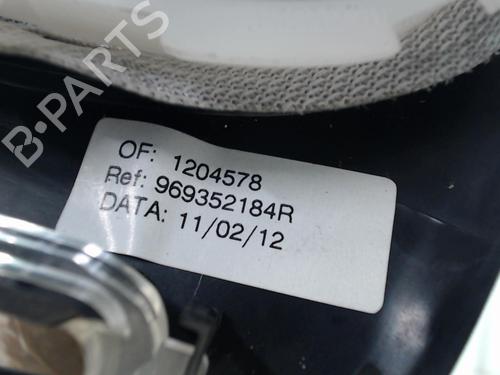 B-PARTS
OF: 1204578
Ref: 969352184R
DATA: 11/02/12